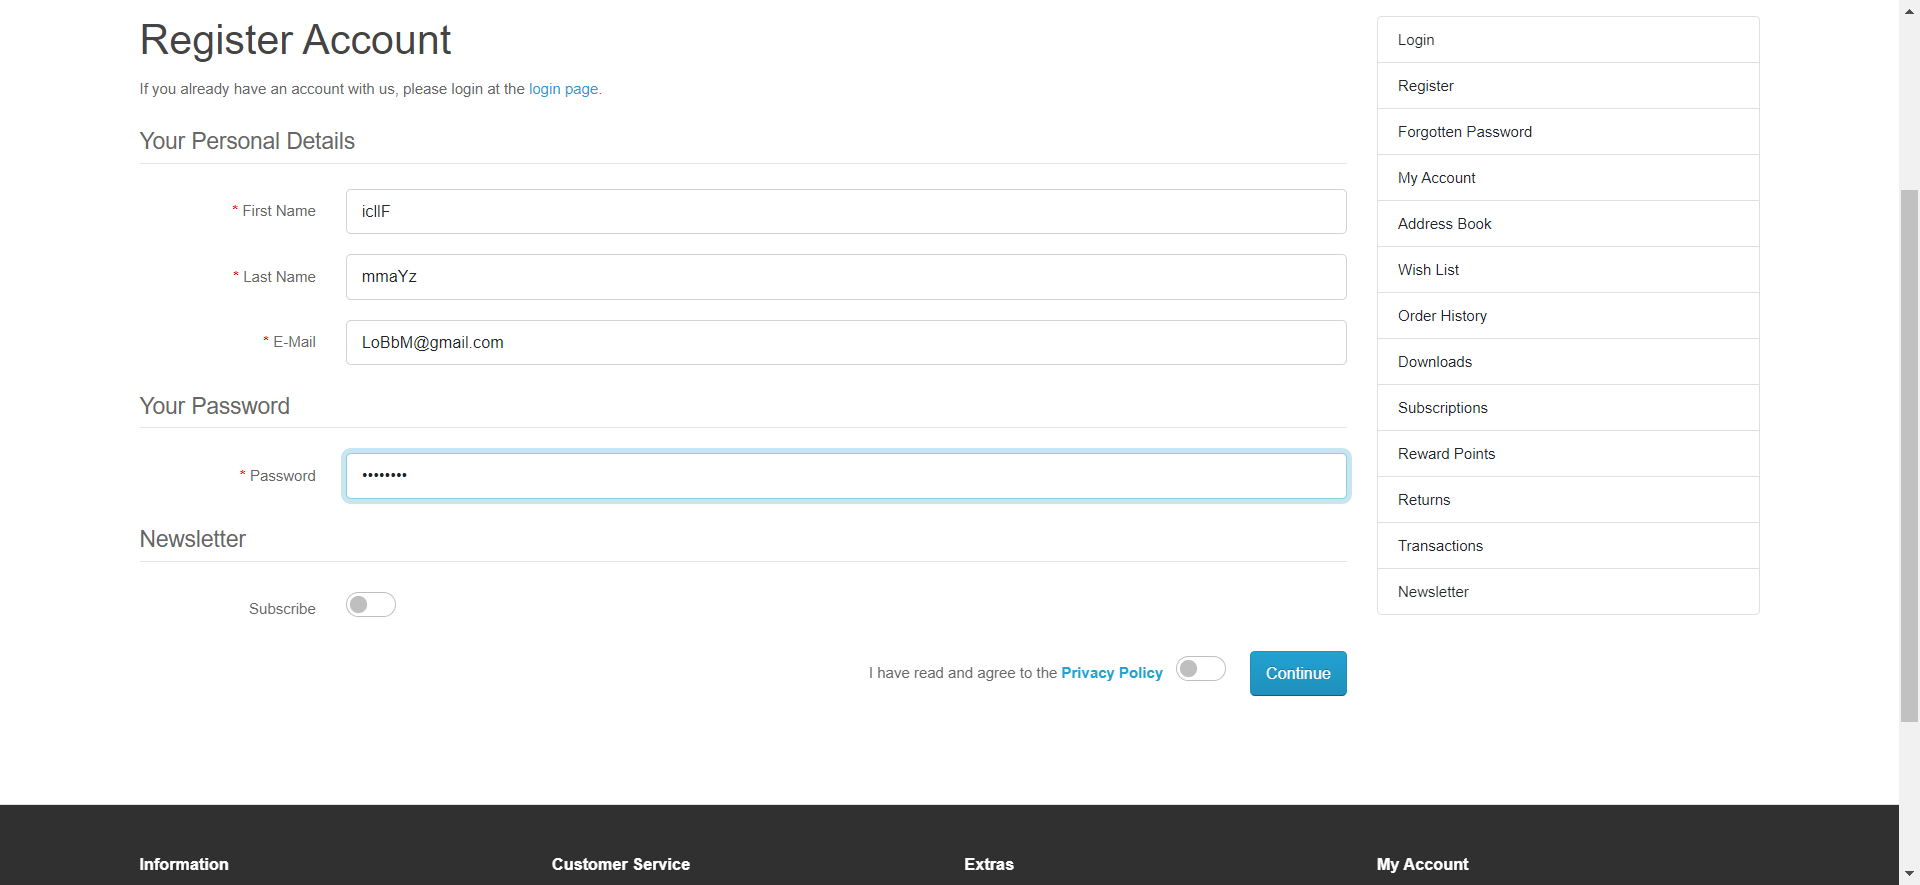 Register Account
If you already have an account with us, please login at the login page.
Your Personal Details
* First Name
icIlF
* Last Name
mmaYz
* E-Mail
LoBbM@gmail.com
Your Password
* Password
••••••••
Newsletter
Subscribe
I have read and agree to the Privacy Policy
Continue
Login
Register
Forgotten Password
My Account
Address Book
Wish List
Order History
Downloads
Subscriptions
Reward Points
Returns
Transactions
Newsletter
Information
Customer Service
Extras
My Account